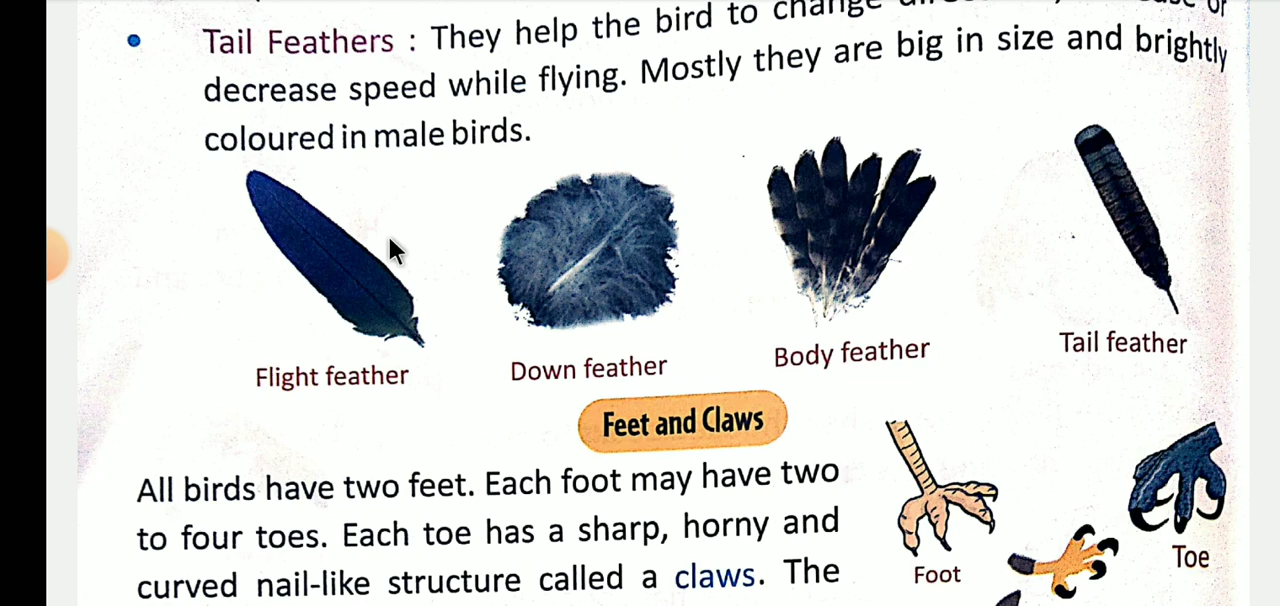 Tail Feathers : They help the bird to change
decrease speed while flying. Mostly they are big in size and brightly
coloured in male birds.
Flight feather
Down feather
Body feather
Tail feather
Feet and Claws
All birds have two feet. Each foot may have two
to four toes. Each toe has a sharp, horny and
curved nail-like structure called a claws. The
Foot
Toe